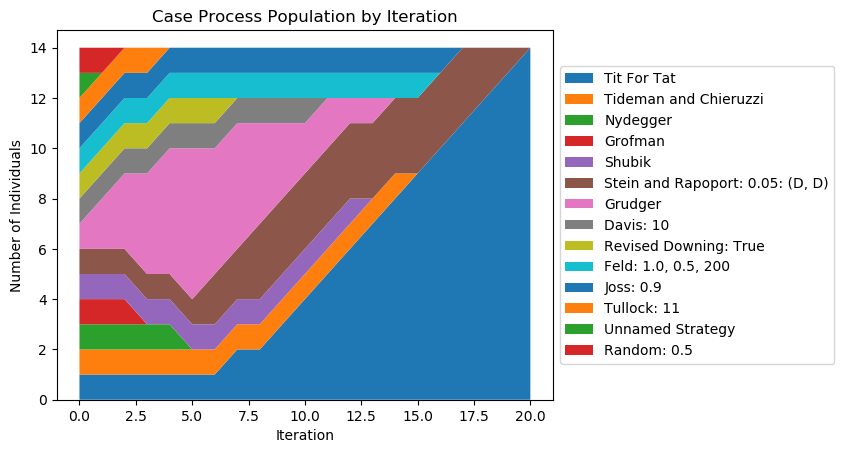 Case Process Population by Iteration
Number of Individuals
14
12
10
8
6
4
2
0
0.0 2.5 5.0 7.5 10.0 12.5 15.0 17.5 20.0
Iteration
Tit For Tat
Tideman and Chieruzzi
Nydegger
Grofman
Shubik
Stein and Rapoport: 0.05: (D, D)
Grudger
Davis: 10
Revised Downing: True
Feld: 1.0, 0.5, 200
Joss: 0.9
Tullock: 11
Unnamed Strategy
Random: 0.5